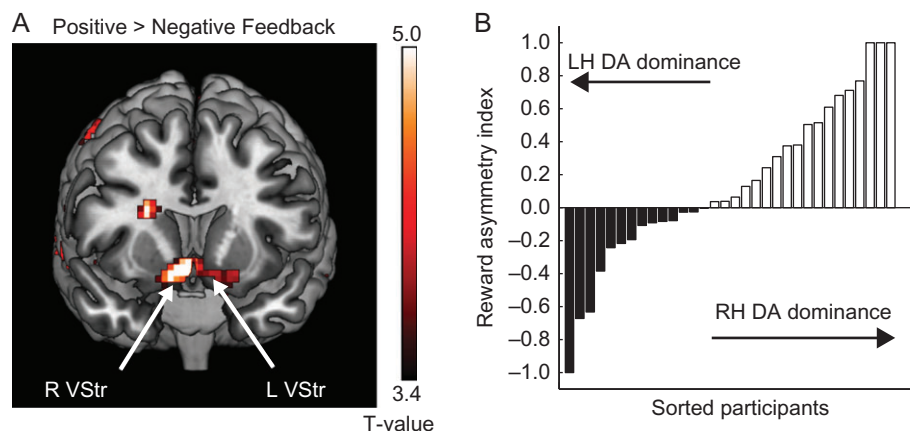 A
Positive > Negative Feedback
5.0
3.4
T-value
R VStr
L VStr
B
Reward asymmetry index
1.0
0.8
0.6
0.4
0.2
0.0
–0.2
–0.4
–0.6
–0.8
–1.0
LH DA dominance
RH DA dominance
Sorted participants